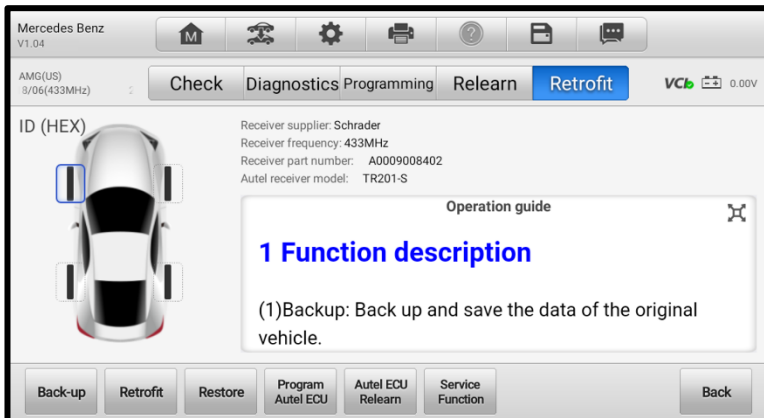 Mercedes Benz
V1.04
M
?
AMG(US)
8/06(433MHz)
2
Check
Diagnostics
Programming
Relearn
Retrofit
VCI
0.00V
ID (HEX)
Receiver supplier: Schrader
Receiver frequency: 433MHz
Receiver part number: A0009008402
Autel receiver model: TR201-S
Operation guide
1 Function description
(1)Backup: Back up and save the data of the original
vehicle.
Back-up
Retrofit
Restore
Program
Autel ECU
Autel ECU
Relearn
Service
Function
Back